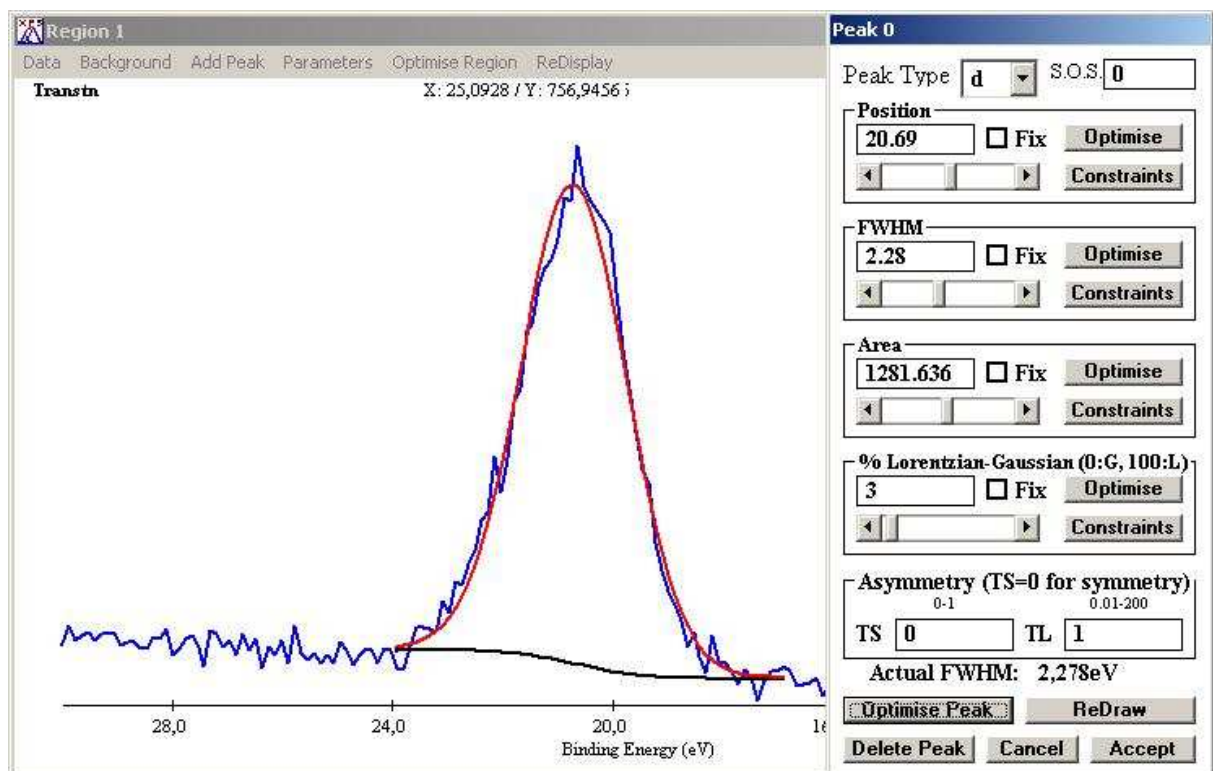 Region 1
Data Background Add Peak Parameters Optimise Region ReDisplay
Transtn
X: 25,0928 / Y: 756,9456
28,0 24,0 20,0 16
Binding Energy (eV)
Peak 0
Peak Type d S.O.S. 0
Position
20.69 Fix Optimise
Constraints
FWHM
2.28 Fix Optimise
Constraints
Area
1281.636 Fix Optimise
Constraints
% Lorentzian-Gaussian (0:G, 100:L)
3 Fix Optimise
Constraints
Asymmetry (TS=0 for symmetry)
0-1 0.01-200
TS 0 TL 1
Actual FWHM: 2,278eV
Optimise Peak ReDraw
Delete Peak Cancel Accept